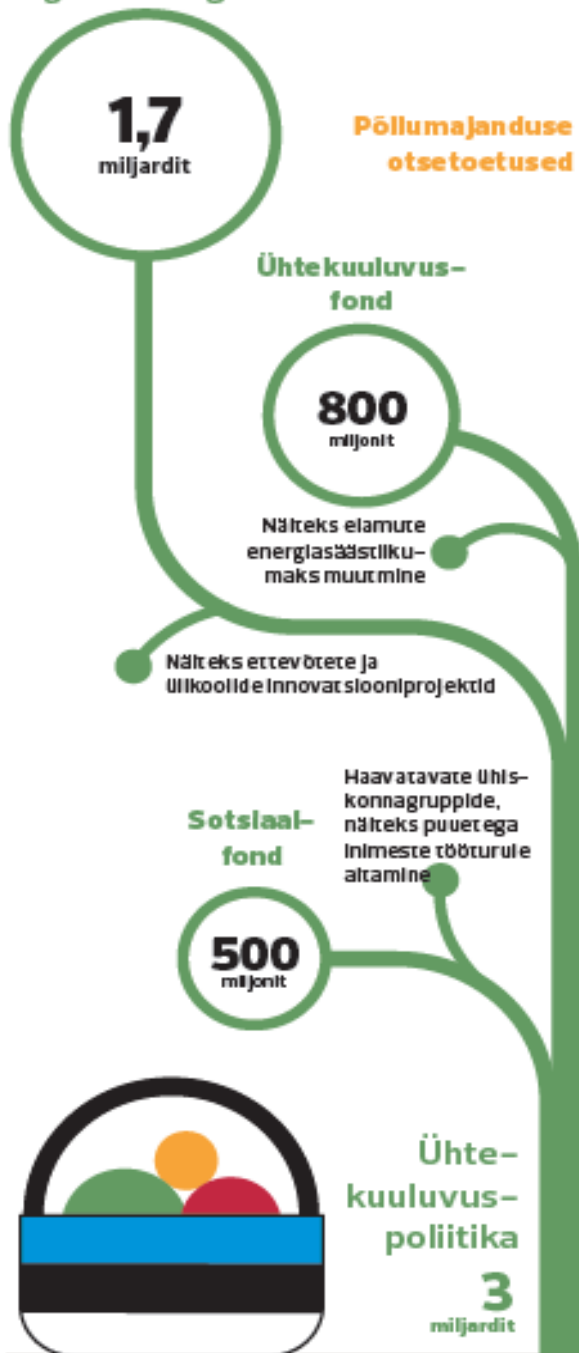 1,7
miljardit
Põllumajanduse
otsetoetused
Ühtekuuluvus-
fond
800
miljonit
Näiteks elamute
energiasäästliku-
maks muutmine
Näiteks ettevõtete ja
ülikoolide innovatsiooniprojektid
Haavatavate ühis-
konnagruppide,
näiteks puuetega
inimeste tööturule
aitamine
Sotsiaal-
fond
500
miljonit
Ühte-
kuuluvus-
poliitika
3
miljardit